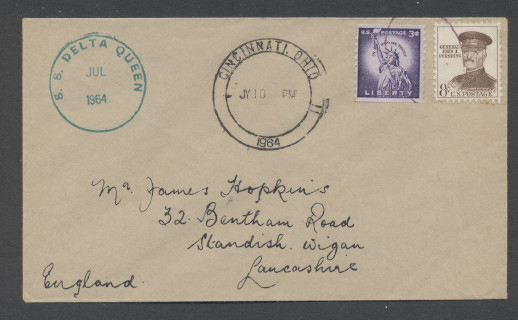 S. S. DELTA QUEEN
JUL
1964
CINCINNATI, OHIO
JY 10 PM
1964
U.S. POSTAGE 3¢
LIBERTY
GENERAL
JOHN J.
PERSHING
8¢
U.S. POSTAGE
Mr. James Hopkins
32. Bentham Road
Standish. Wigan
Lancashire
England.